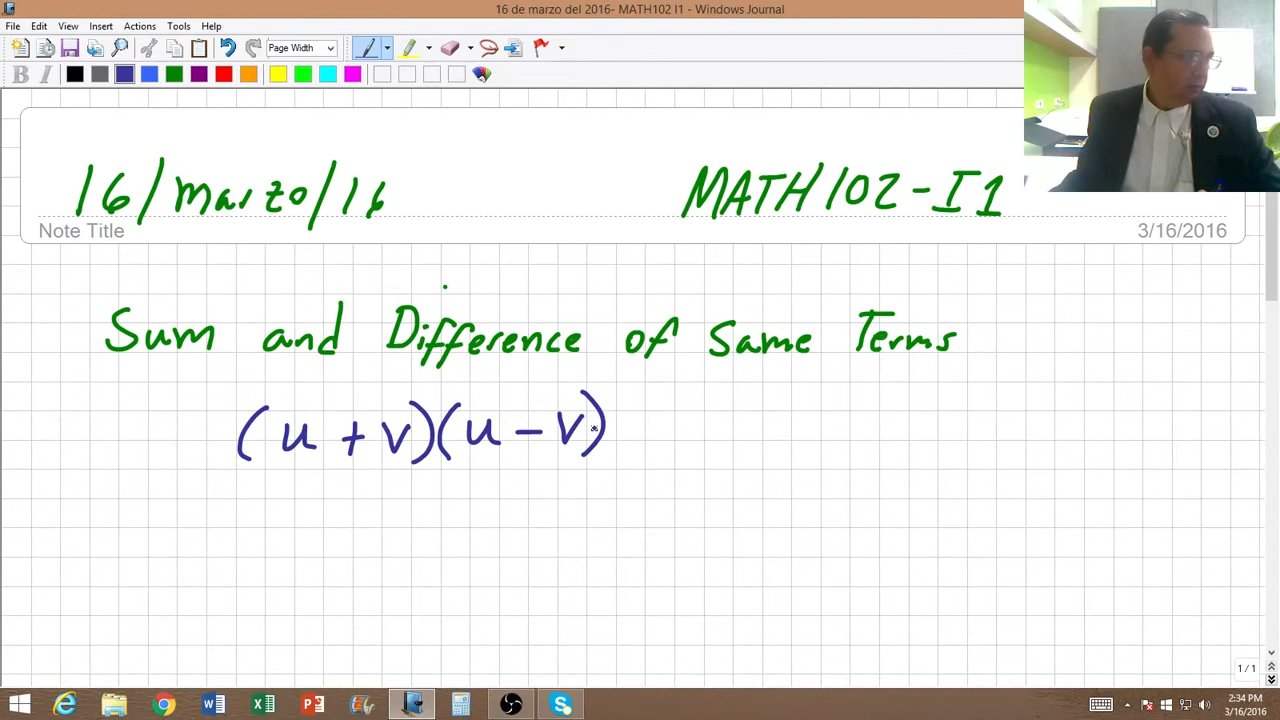 16 de marzo del 2016- MATH102 I1 - Windows Journal
File Edit View Insert Actions Tools Help
Page Width
B I
16/marzo/16 MATH102-I1
Note Title 3/16/2016
Sum and Difference of Same Terms
(u + v)(u - v)
1/1
2:34 PM
3/16/2016